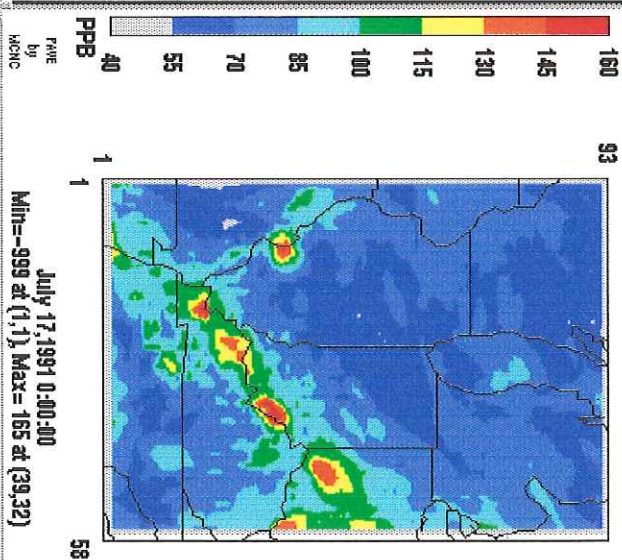 PPB
40
55
70
85
100
115
130
145
160
PAVE
by
MCNC
93
1
1
58
July 17,1991 0:00:00
Min=-999 at (1,1), Max= 165 at (39,32)